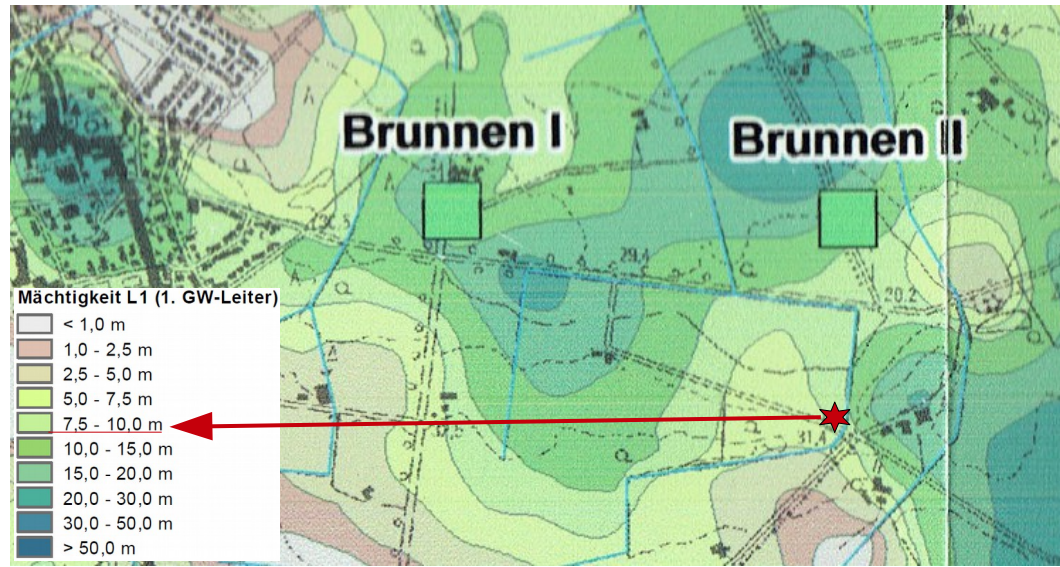 Brunnen I
Brunnen II
29.4
20.2
31.4
Mächtigkeit L1 (1. GW-Leiter)
< 1,0 m
1,0 - 2,5 m
2,5 - 5,0 m
5,0 - 7,5 m
7,5 - 10,0 m
10,0 - 15,0 m
15,0 - 20,0 m
20,0 - 30,0 m
30,0 - 50,0 m
> 50,0 m